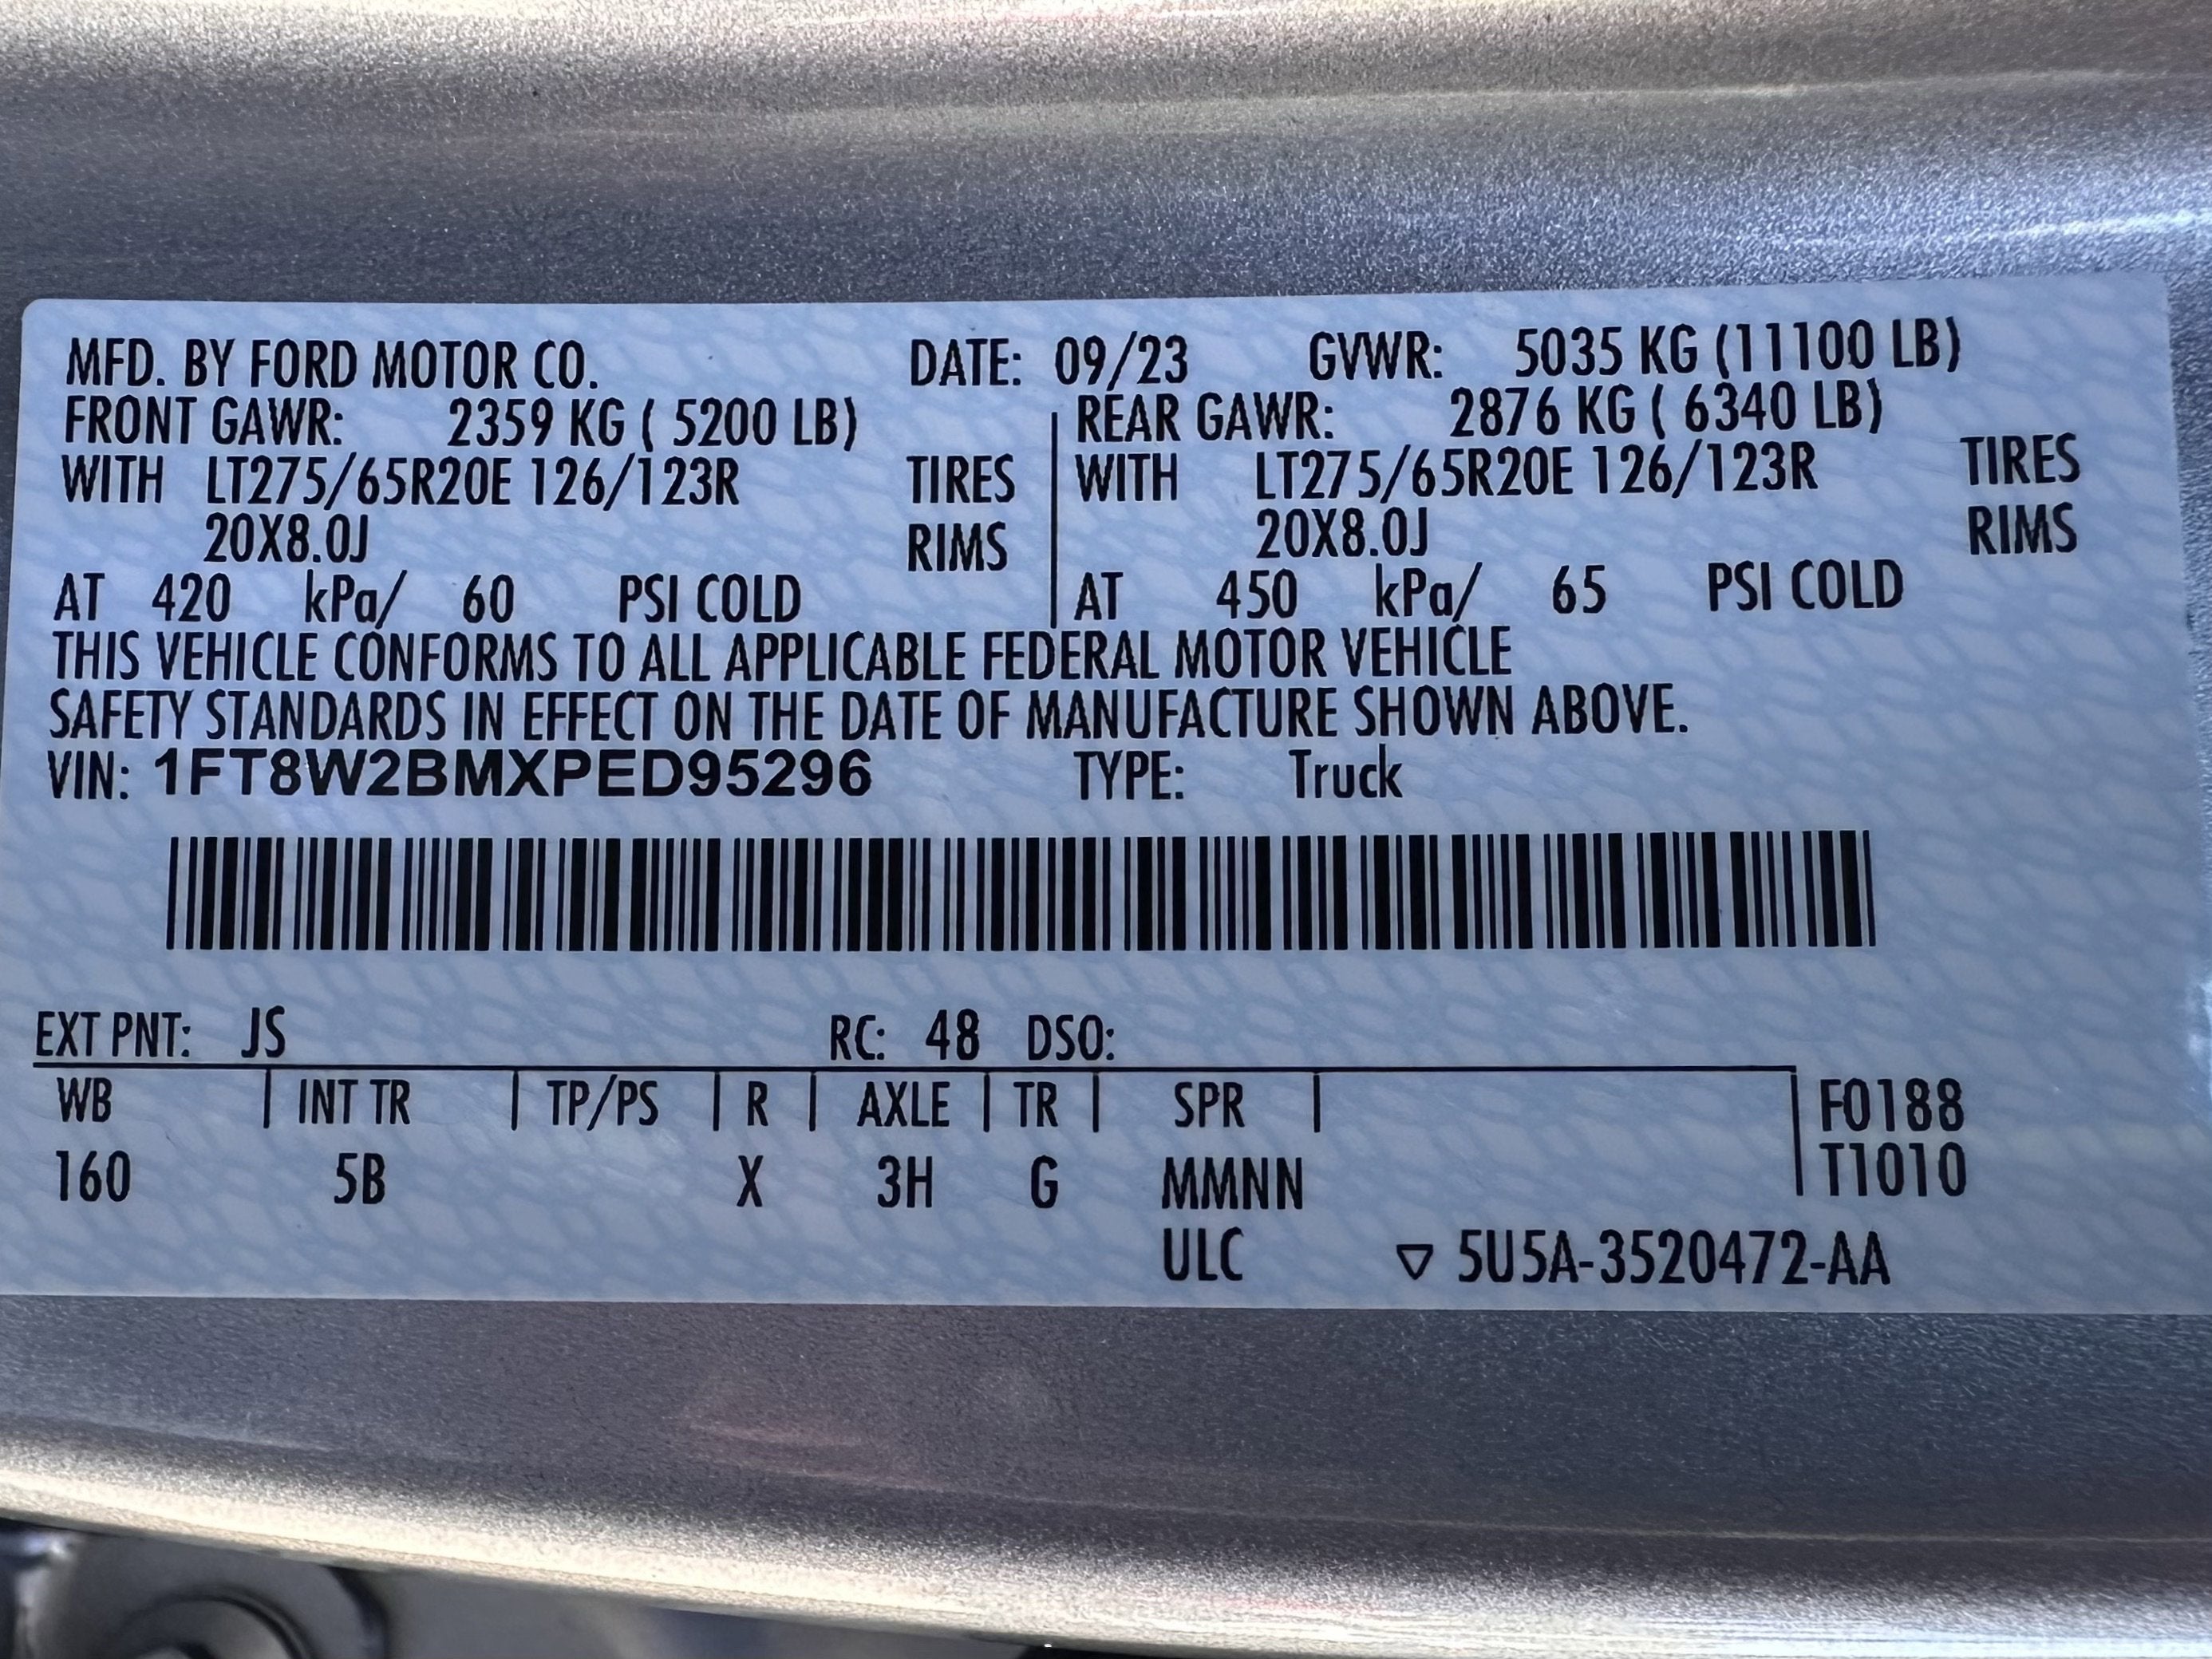 MFD. BY FORD MOTOR CO. DATE: 09/23 GVWR: 5035 KG (11100 LB)
FRONT GAWR: 2359 KG ( 5200 LB) REAR GAWR: 2876 KG ( 6340 LB)
WITH LT275/65R20E 126/123R TIRES WITH LT275/65R20E 126/123R TIRES
20X8.0J RIMS 20X8.0J RIMS
AT 420 kPa/ 60 PSI COLD AT 450 kPa/ 65 PSI COLD
THIS VEHICLE CONFORMS TO ALL APPLICABLE FEDERAL MOTOR VEHICLE
SAFETY STANDARDS IN EFFECT ON THE DATE OF MANUFACTURE SHOWN ABOVE.
VIN: 1FT8W2BMXPED95296 TYPE: Truck
EXT PNT: JS RC: 48 DSO:
WB | INT TR | TP/PS | R | AXLE | TR | SPR | F0188
160 5B X 3H G MMNN T1010
ULC ▽ 5U5A-3520472-AA